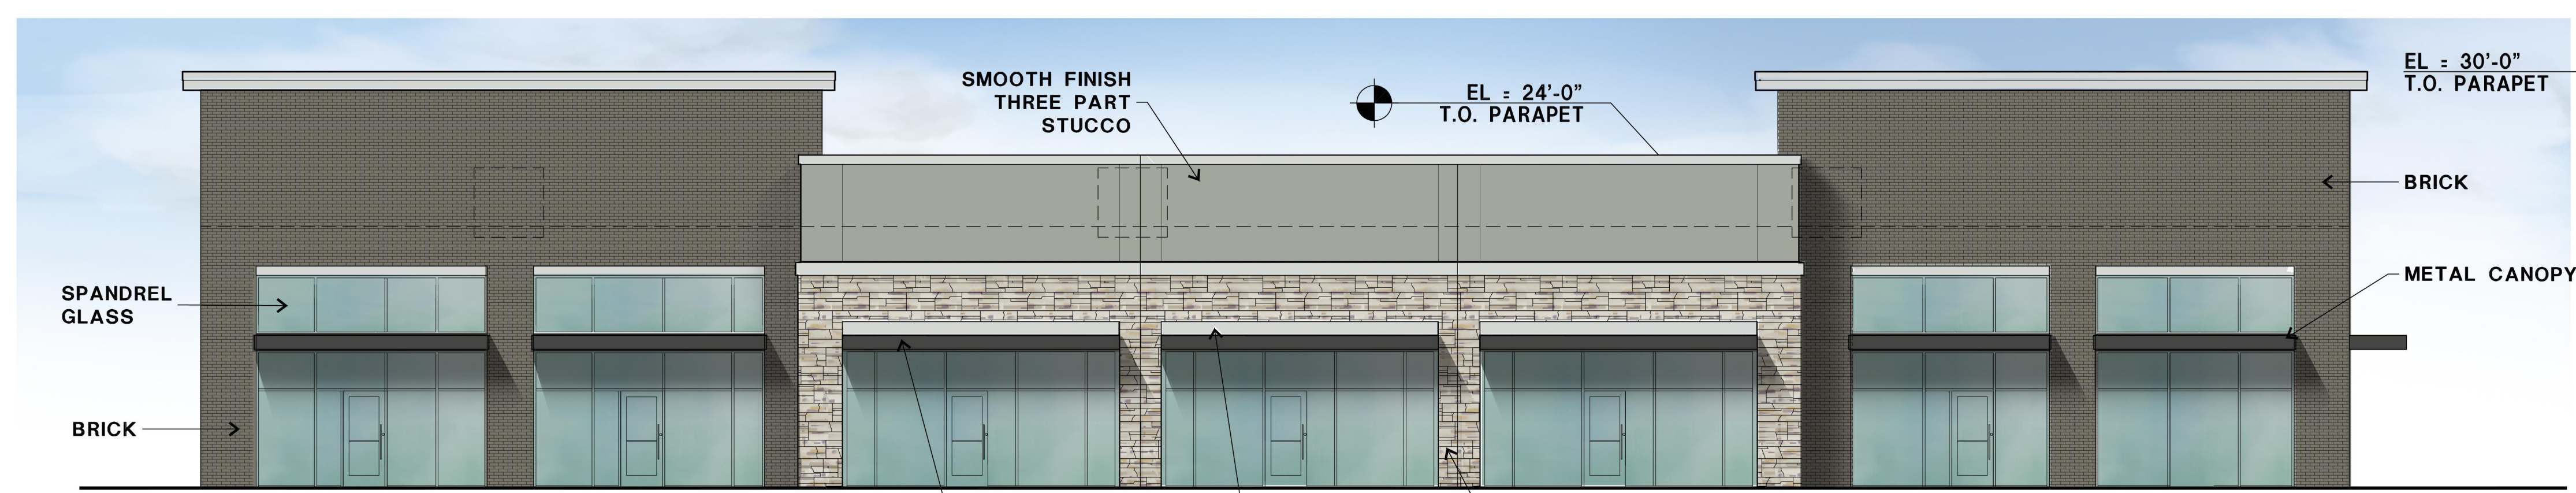 SMOOTH FINISH
THREE PART
STUCCO
EL = 24'-0"
T.O. PARAPET
EL = 30'-0"
T.O. PARAPET
BRICK
SPANDREL
GLASS
METAL CANOPY
BRICK